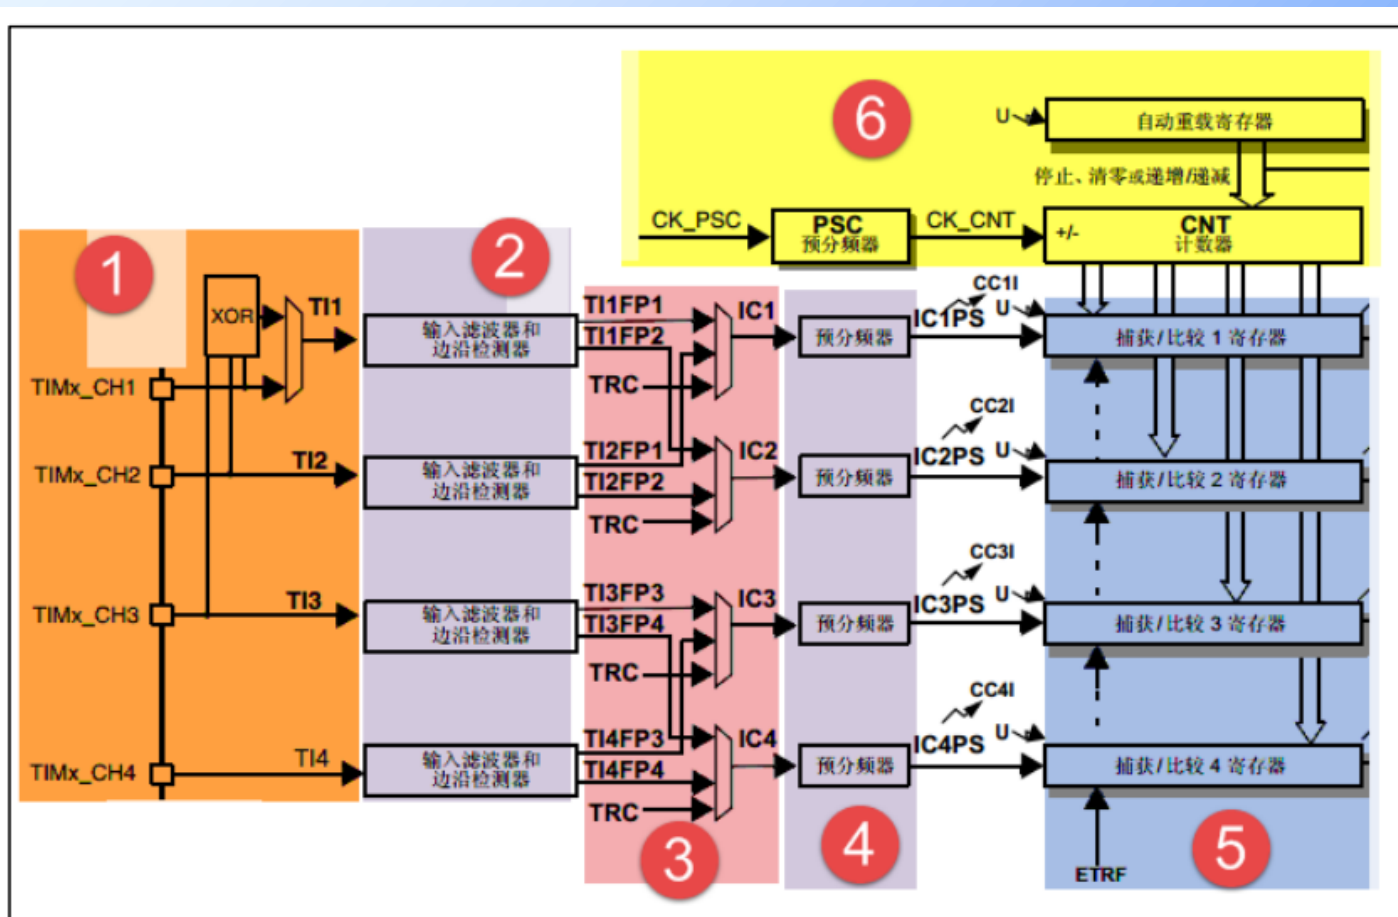 6
U
自动重载寄存器
停止、清零或递增/递减
CK_PSC
PSC
预分频器
CK_CNT
+/-
CNT
计数器
1
2
XOR
TI1
TIMx_CH1
输入滤波器和
边沿检测器
TI1FP1
TI1FP2
TRC
IC1
预分频器
IC1PS
CC1I
U
捕获/比较 1 寄存器
TIMx_CH2
TI2
输入滤波器和
边沿检测器
TI2FP1
TI2FP2
TRC
IC2
预分频器
IC2PS
CC2I
U
捕获/比较 2 寄存器
TIMx_CH3
TI3
输入滤波器和
边沿检测器
TI3FP3
TI3FP4
TRC
IC3
预分频器
IC3PS
CC3I
U
捕获/比较 3 寄存器
TIMx_CH4
TI4
输入滤波器和
边沿检测器
TI4FP3
TI4FP4
TRC
IC4
预分频器
IC4PS
CC4I
U
捕获/比较 4 寄存器
3
4
5
ETRF